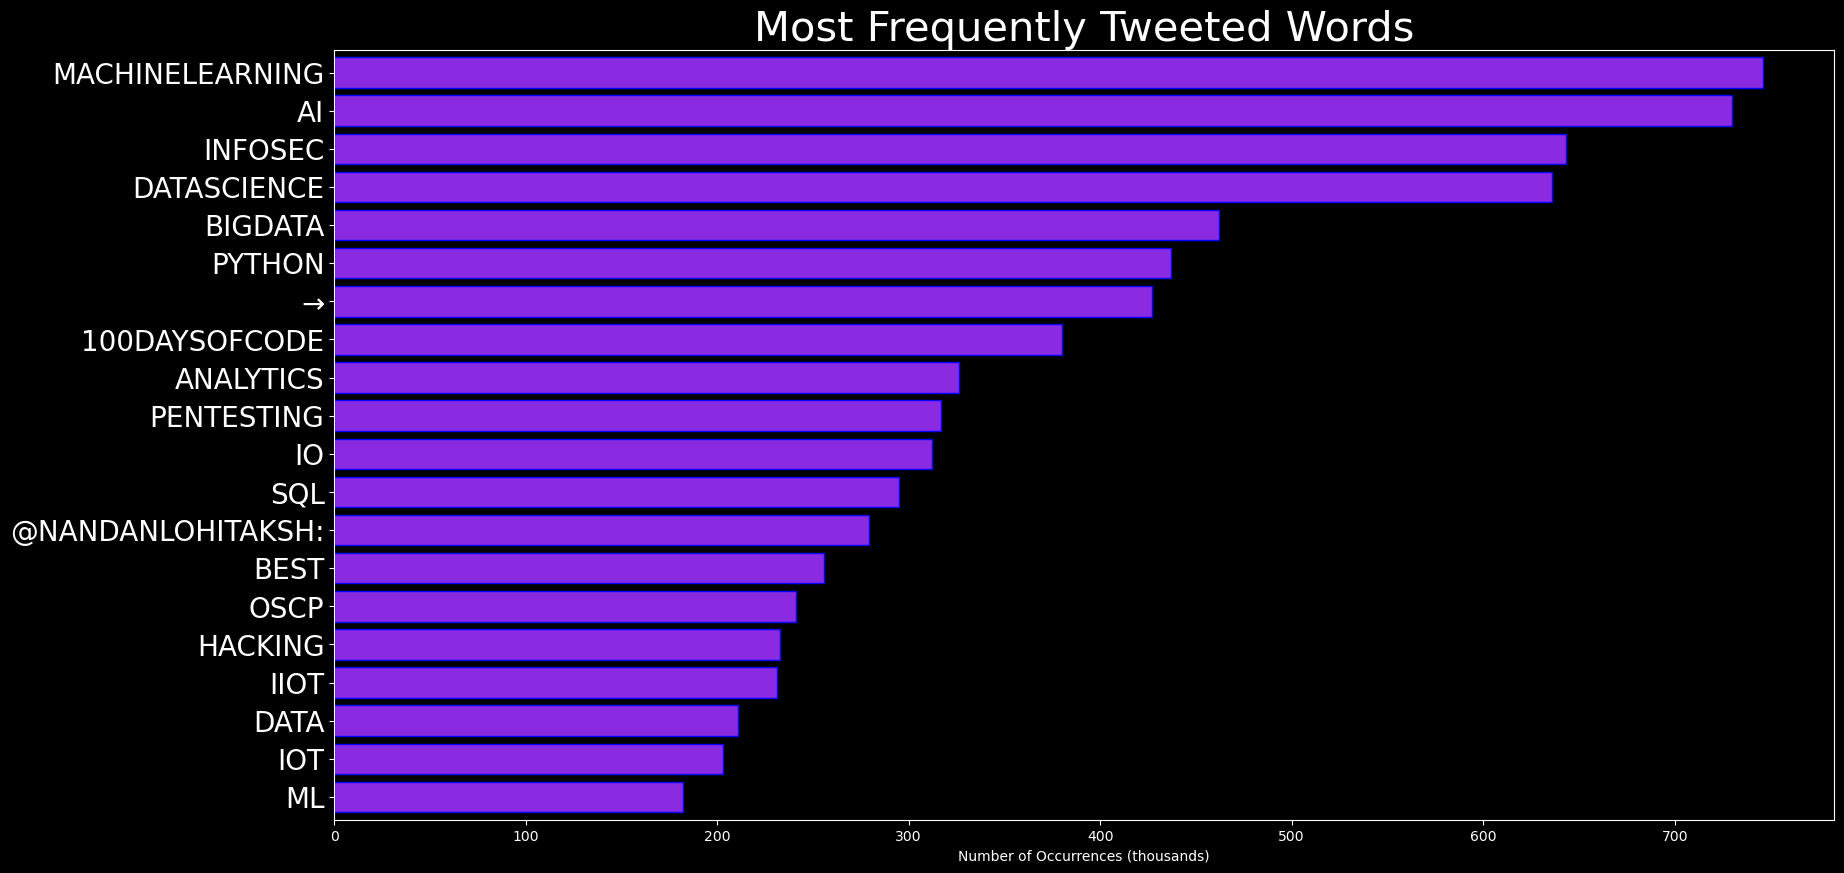 Most Frequently Tweeted Words
MACHINELEARNING
AI
INFOSEC
DATASCIENCE
BIGDATA
PYTHON
→
100DAYSOFCODE
ANALYTICS
PENTESTING
IO
SQL
@NANDANLOHITAKSH:
BEST
OSCP
HACKING
IIOT
DATA
IOT
ML
0 100 200 300 400 500 600 700
Number of Occurrences (thousands)